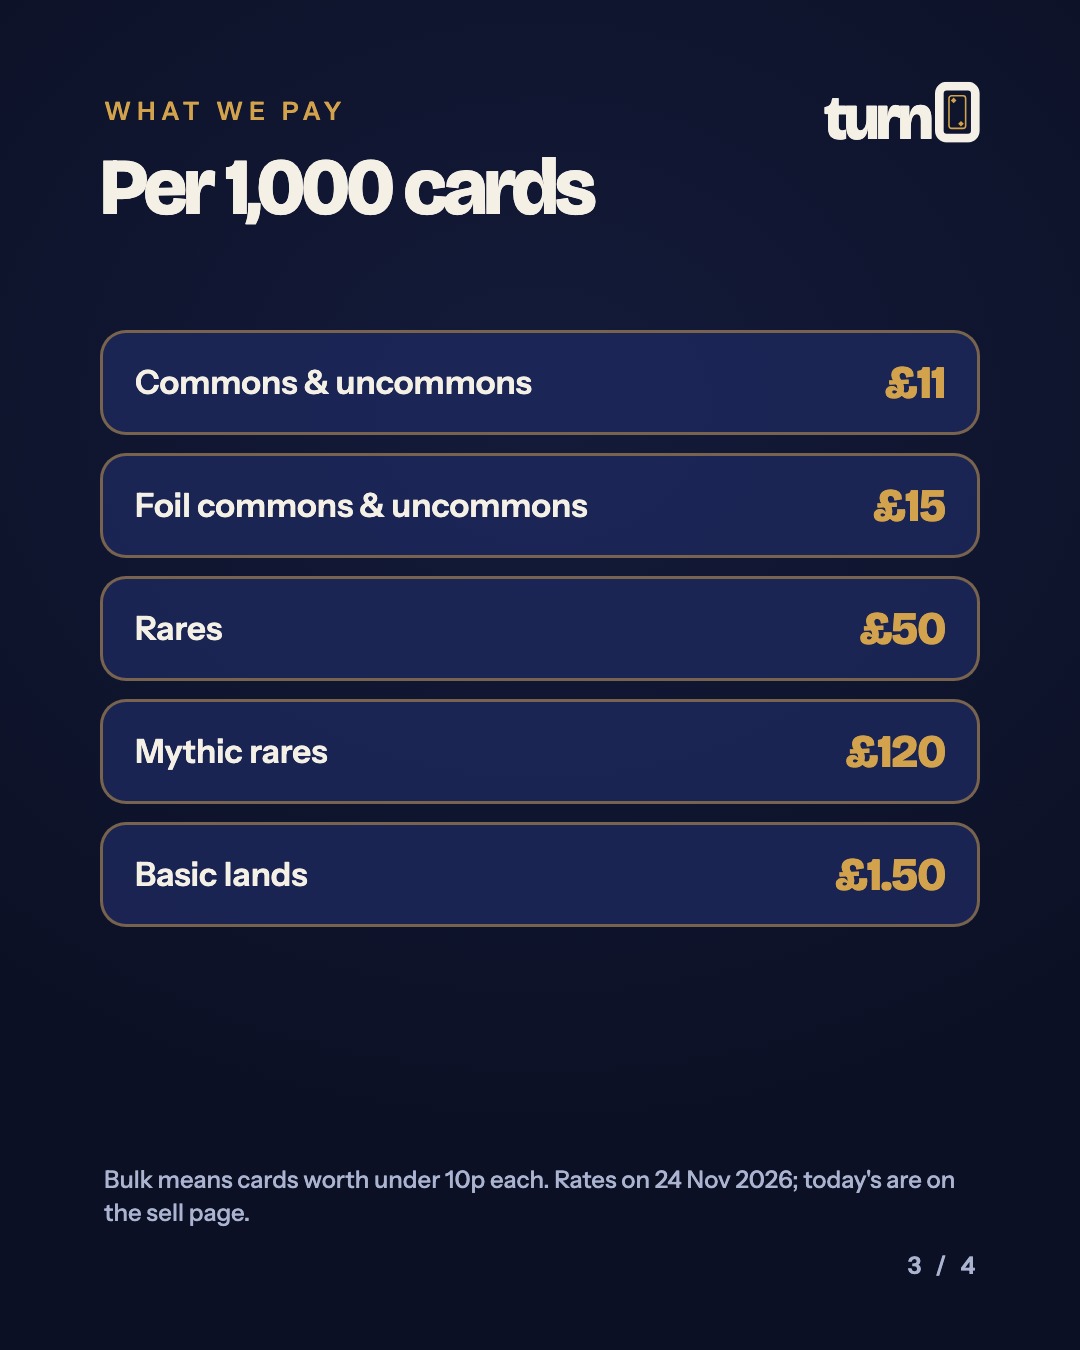 WHAT WE PAY
turn0
Per 1,000 cards
Commons & uncommons £11
Foil commons & uncommons £15
Rares £50
Mythic rares £120
Basic lands £1.50
Bulk means cards worth under 10p each. Rates on 24 Nov 2026; today's are on
the sell page.
3 / 4